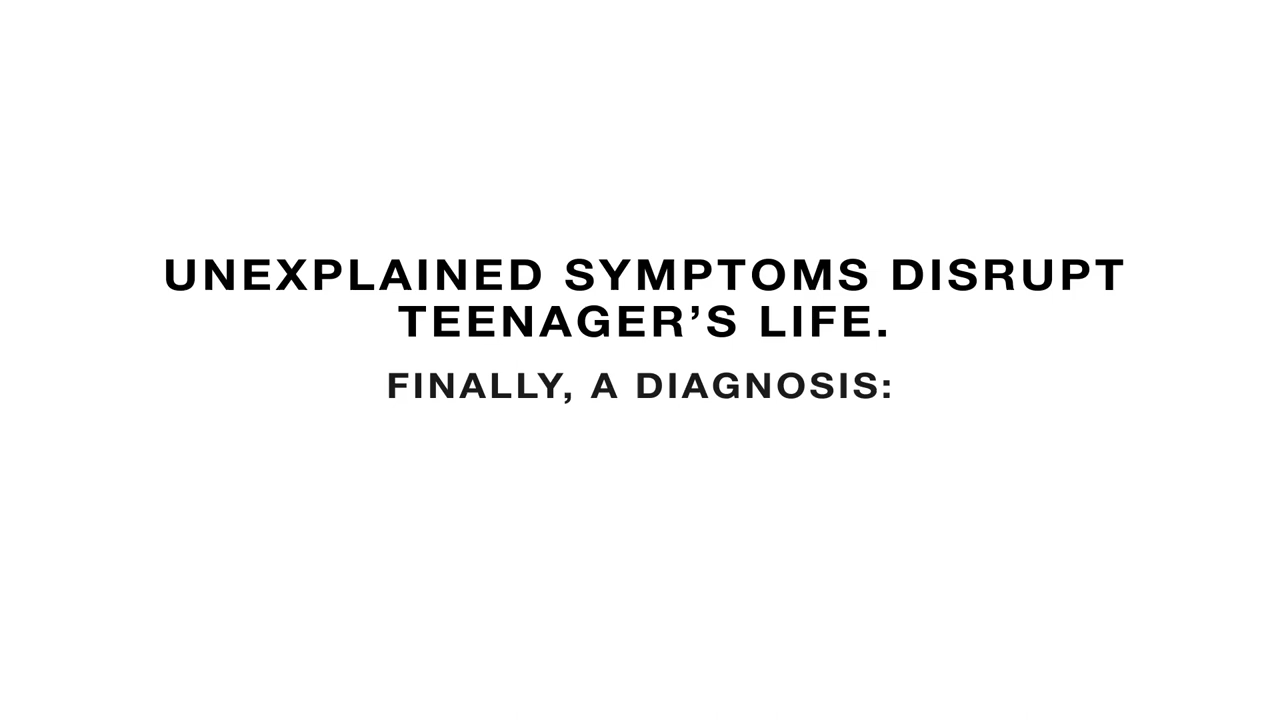 UNEXPLAINED SYMPTOMS DISRUPT
TEENAGER’S LIFE.
FINALLY, A DIAGNOSIS: